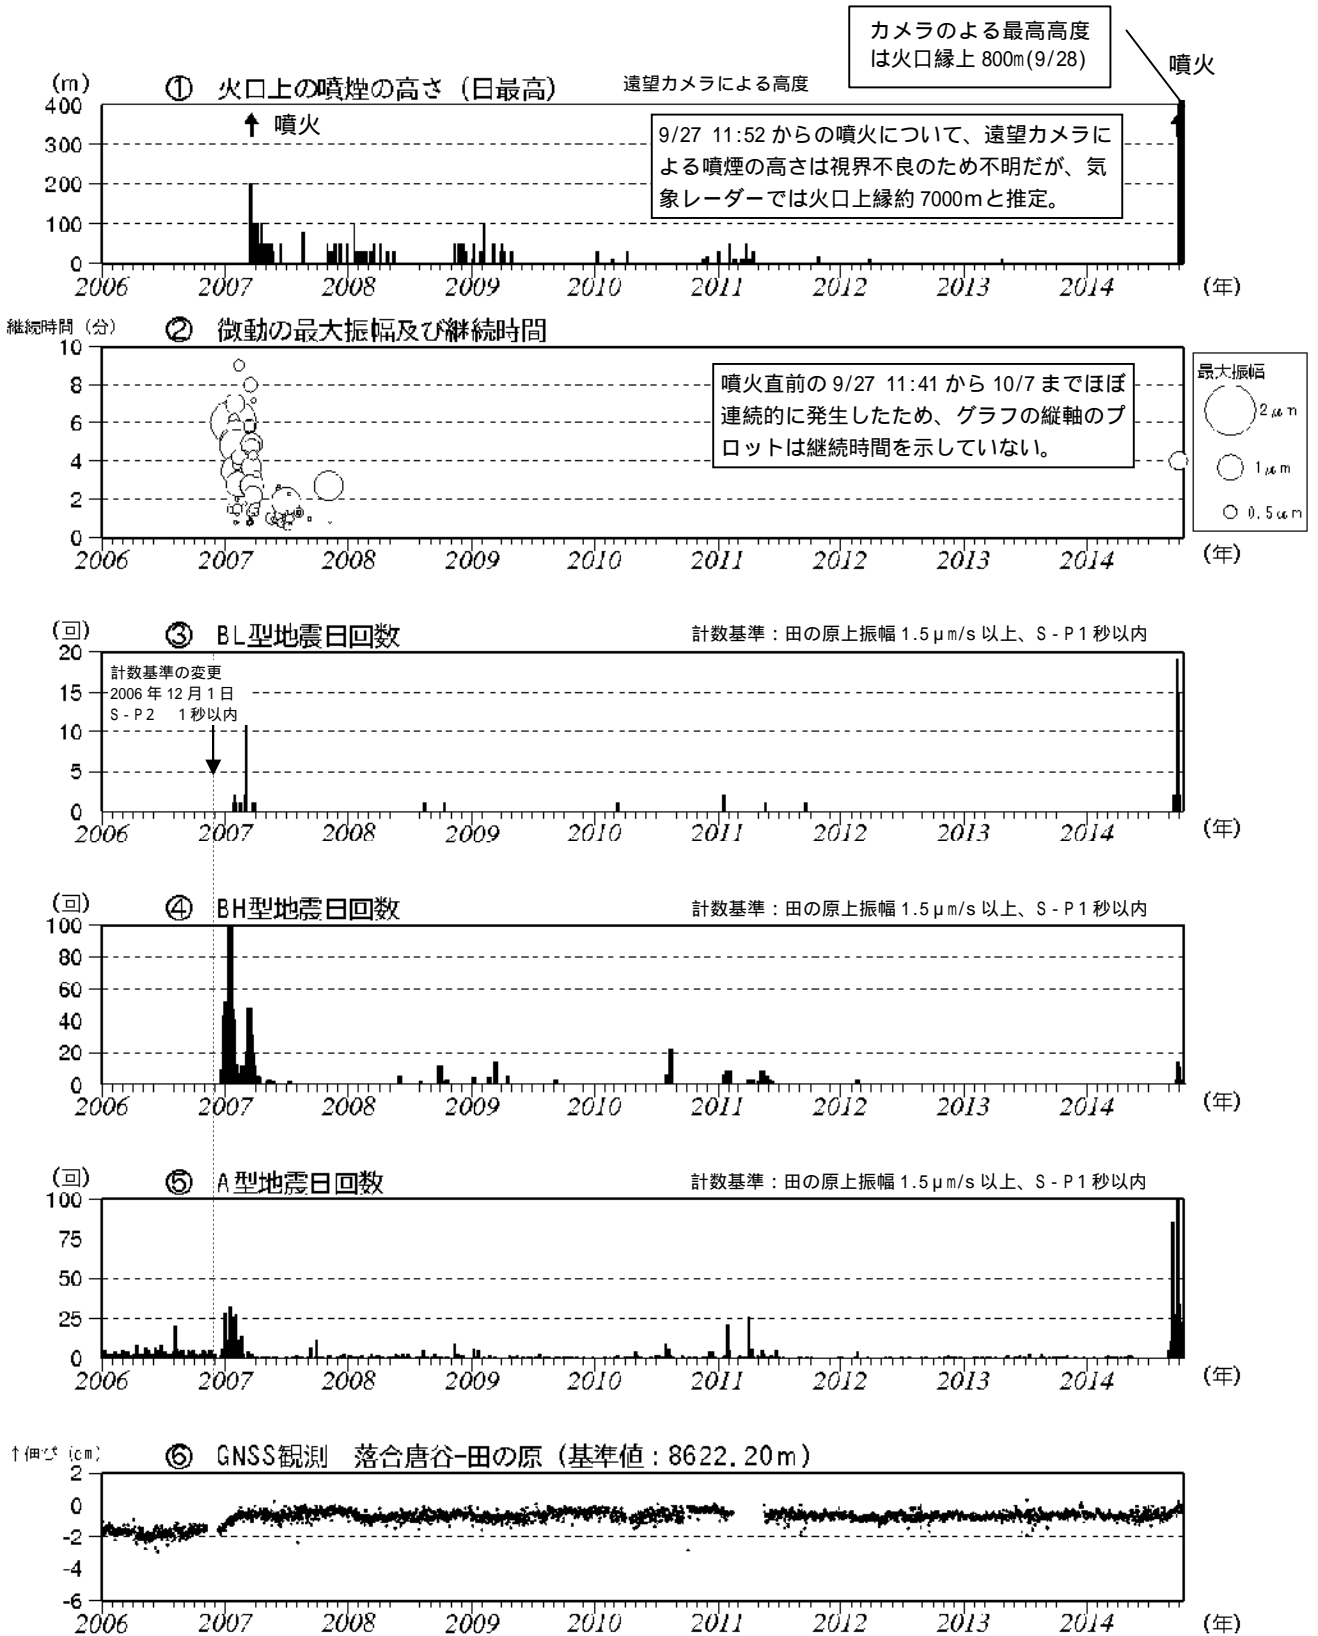 カメラのよる最高高度
は火口縁上 800m(9/28)
噴火
(m)
① 火口上の噴煙の高さ (日最高)
遠望カメラによる高度
400
300
200
100
0
噴火
9/27 11:52 からの噴火について、遠望カメラに
よる噴煙の高さは視界不良のため不明だが、気
象レーダーでは火口上縁約 7000mと推定。
2006 2007 2008 2009 2010 2011 2012 2013 2014 (年)
継続時間 (分)
② 微動の最大振幅及び継続時間
10
8
6
4
2
0
噴火直前の 9/27 11:41 から 10/7 までほぼ
連続的に発生したため、グラフの縦軸のプ
ロットは継続時間を示していない。
最大振幅
2μm
1μm
0.5μm
2006 2007 2008 2009 2010 2011 2012 2013 2014 (年)
(回)
③ BL型地震日回数
計数基準：田の原上振幅 1.5μm/s 以上、S-P1 秒以内
20
15
10
5
0
計数基準の変更
2006 年 12 月 1 日
S-P2 1 秒以内
2006 2007 2008 2009 2010 2011 2012 2013 2014 (年)
(回)
④ BH型地震日回数
計数基準：田の原上振幅 1.5μm/s 以上、S-P1 秒以内
100
80
60
40
20
0
2006 2007 2008 2009 2010 2011 2012 2013 2014 (年)
(回)
⑤ A型地震日回数
計数基準：田の原上振幅 1.5μm/s 以上、S-P1 秒以内
100
75
50
25
0
2006 2007 2008 2009 2010 2011 2012 2013 2014 (年)
↑伸び (cm)
⑥ GNSS観測 落合唐谷-田の原 (基準値:8622.20m)
2
0
-2
-4
-6
2006 2007 2008 2009 2010 2011 2012 2013 2014 (年)